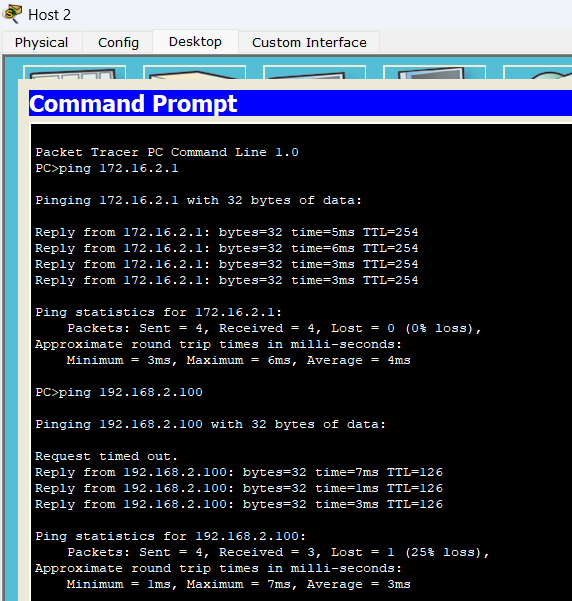 Host 2
Physical Config Desktop Custom Interface
Command Prompt
Packet Tracer PC Command Line 1.0
PC>ping 172.16.2.1
Pinging 172.16.2.1 with 32 bytes of data:
Reply from 172.16.2.1: bytes=32 time=5ms TTL=254
Reply from 172.16.2.1: bytes=32 time=6ms TTL=254
Reply from 172.16.2.1: bytes=32 time=3ms TTL=254
Reply from 172.16.2.1: bytes=32 time=3ms TTL=254
Ping statistics for 172.16.2.1:
Packets: Sent = 4, Received = 4, Lost = 0 (0% loss),
Approximate round trip times in milli-seconds:
Minimum = 3ms, Maximum = 6ms, Average = 4ms
PC>ping 192.168.2.100
Pinging 192.168.2.100 with 32 bytes of data:
Request timed out.
Reply from 192.168.2.100: bytes=32 time=7ms TTL=126
Reply from 192.168.2.100: bytes=32 time=1ms TTL=126
Reply from 192.168.2.100: bytes=32 time=3ms TTL=126
Ping statistics for 192.168.2.100:
Packets: Sent = 4, Received = 3, Lost = 1 (25% loss),
Approximate round trip times in milli-seconds:
Minimum = 1ms, Maximum = 7ms, Average = 3ms